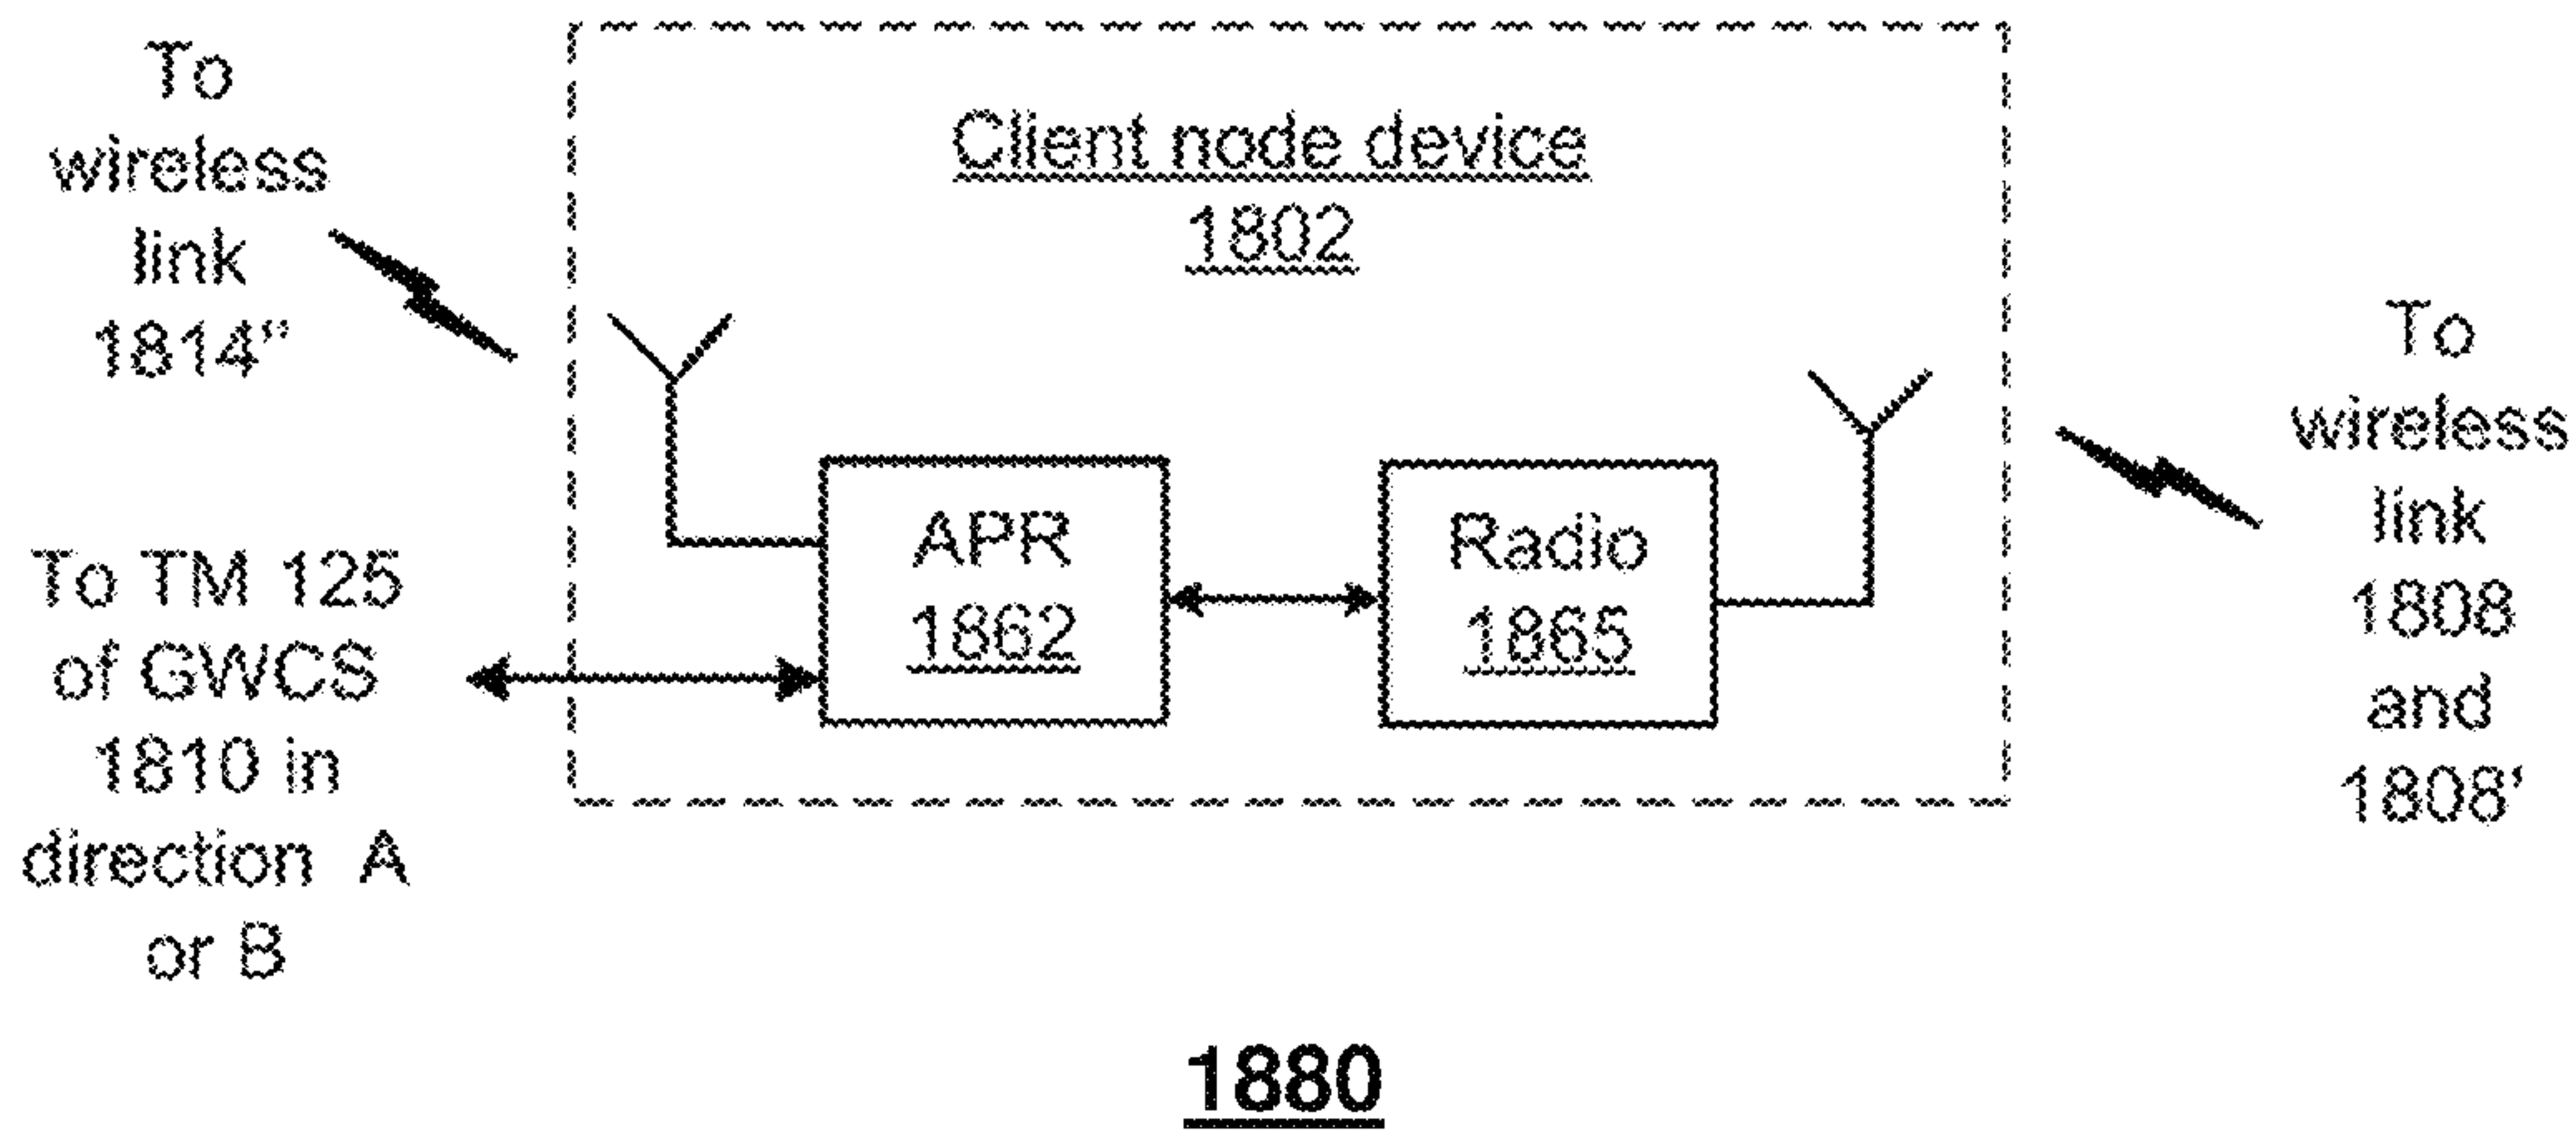 To
wireless
link
1814"
Client node device
1802
To
wireless
link
1808
and
1808'
APR
1862
Radio
1865
To TM 125
of GWCS
1810 in
direction A
or B
1880